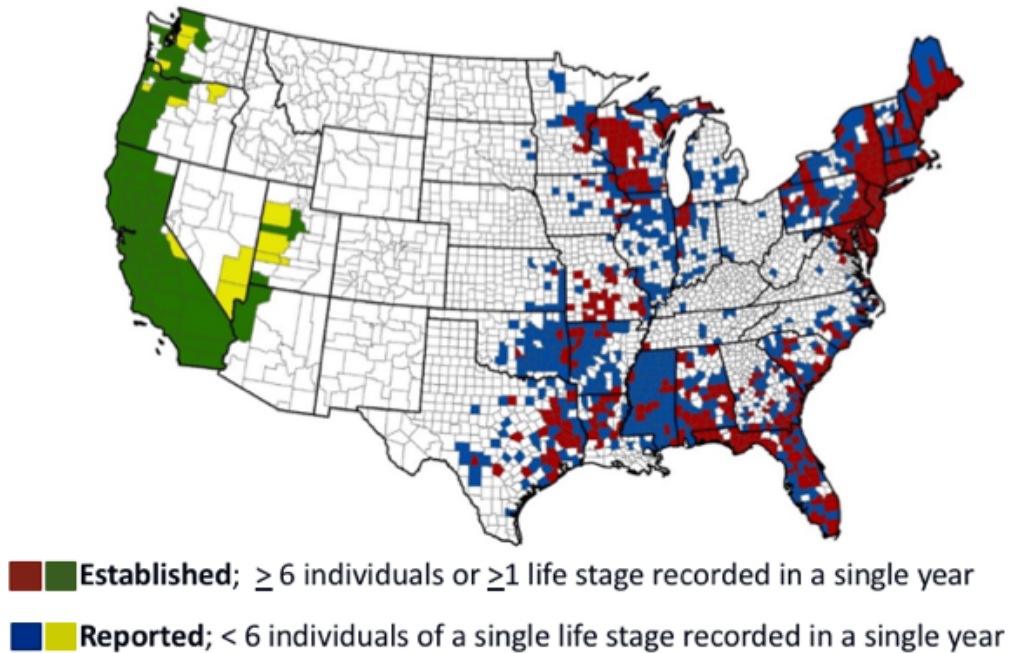 Established; ≥ 6 individuals or ≥1 life stage recorded in a single year
Reported; < 6 individuals of a single life stage recorded in a single year